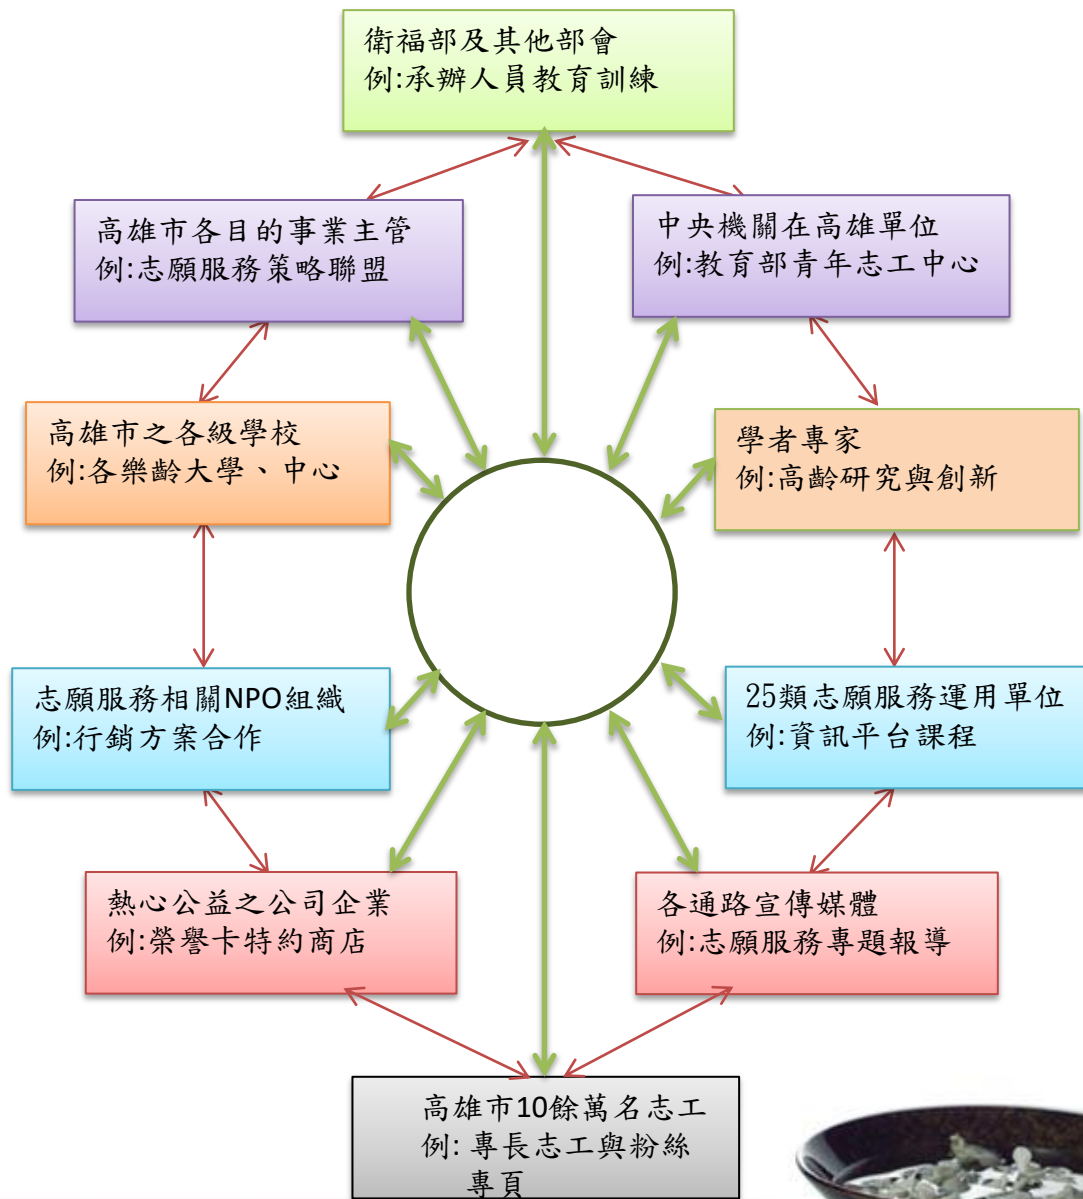 衛福部及其他部會
例:承辦人員教育訓練
高雄市各目的事業主管
例:志願服務策略聯盟
中央機關在高雄單位
例:教育部青年志工中心
高雄市之各級學校
例:各樂齡大學、中心
學者專家
例:高齡研究與創新
志願服務相關NPO組織
例:行銷方案合作
25類志願服務運用單位
例:資訊平台課程
熱心公益之公司企業
例:榮譽卡特約商店
各通路宣傳媒體
例:志願服務專題報導
高雄市10餘萬名志工
例: 專長志工與粉絲
專頁